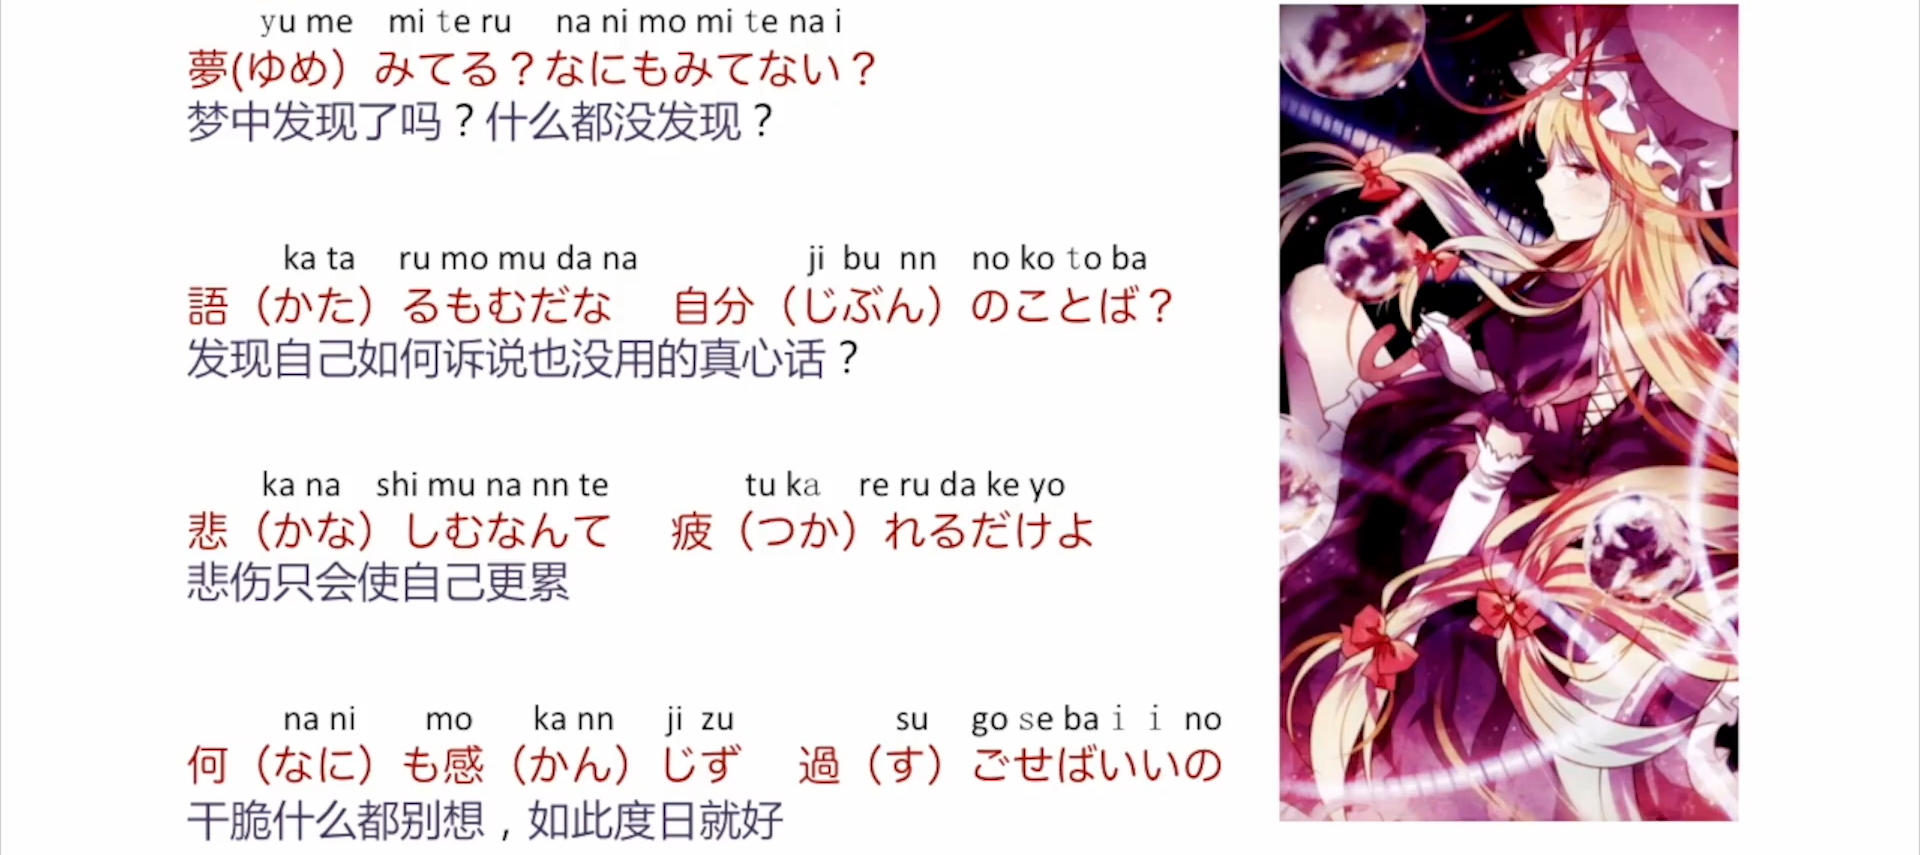 yu me mi te ru na ni mo mi te na i
夢(ゆめ）みてる？なにもみてない？
梦中发现了吗？什么都没发现？
ka ta ru mo mu da na ji bu nn no ko to ba
語（かた）るもむだな 自分（じぶん）のことば？
发现自己如何诉说也没用的真心话？
ka na shi mu na nn te tu ka re ru da ke yo
悲（かな）しむなんて 疲（つか）れるだけよ
悲伤只会使自己更累
na ni mo ka nn ji zu su go se ba i i no
何（なに）も感（かん）じず 過（す）ごせばいいの
干脆什么都别想，如此度日就好